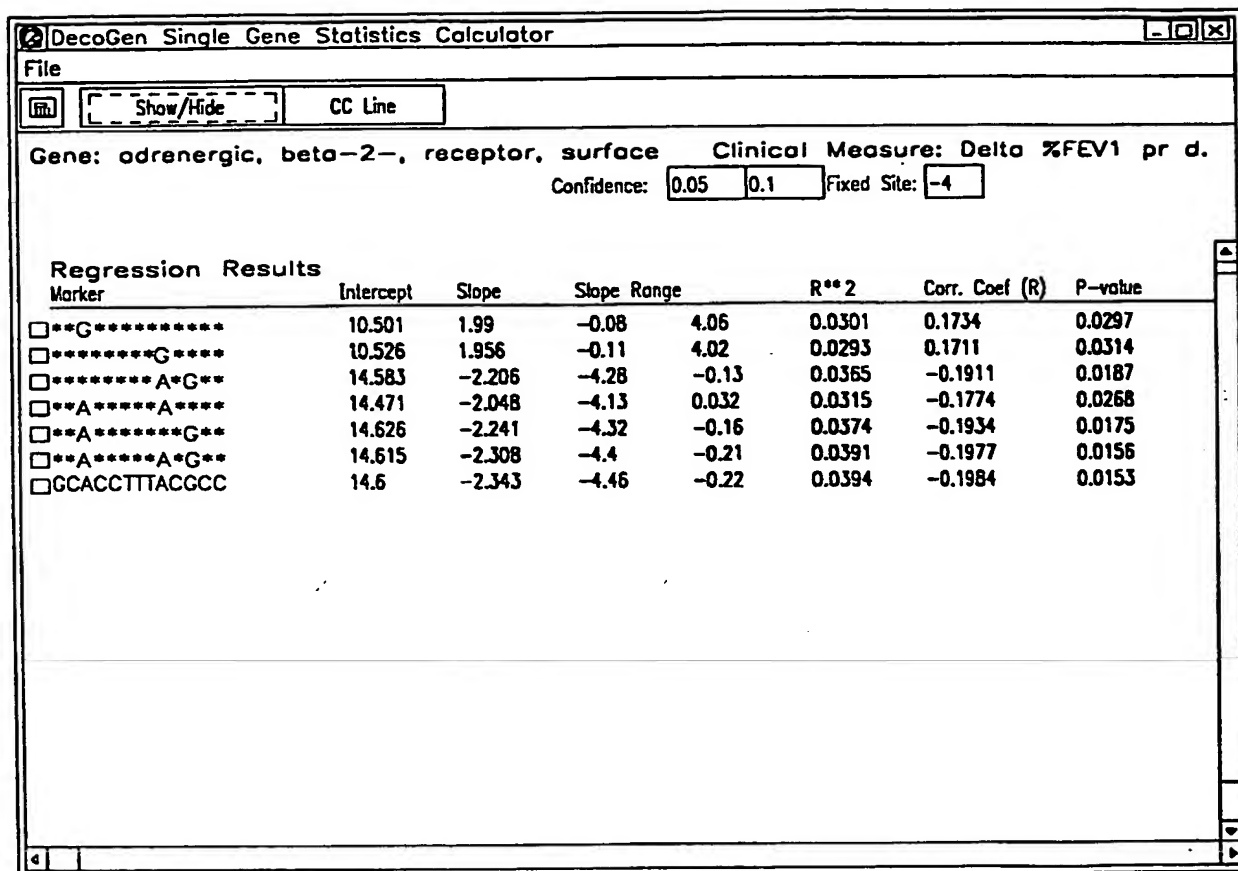 DecoGen Single Gene Statistics Calculator
File
Show/Hide CC Line
Gene: adrenergic, beta-2-, receptor, surface Clinical Measure: Delta %FEV1 pr d.
Confidence: 0.05 0.1 Fixed Site: -4
Regression Results
Marker Intercept Slope Slope Range R**2 Corr. Coef (R) P-value
**G********** 10.501 1.99 -0.08 4.06 0.0301 0.1734 0.0297
********G**** 10.526 1.956 -0.11 4.02 0.0293 0.1711 0.0314
********A*G** 14.583 -2.206 -4.28 -0.13 0.0365 -0.1911 0.0187
**A*****A**** 14.471 -2.048 -4.13 0.032 0.0315 -0.1774 0.0268
**A*******G** 14.626 -2.241 -4.32 -0.16 0.0374 -0.1934 0.0175
**A*****A*G** 14.615 -2.308 -4.4 -0.21 0.0391 -0.1977 0.0156
GCACCTTTACGCC 14.6 -2.343 -4.46 -0.22 0.0394 -0.1984 0.0153